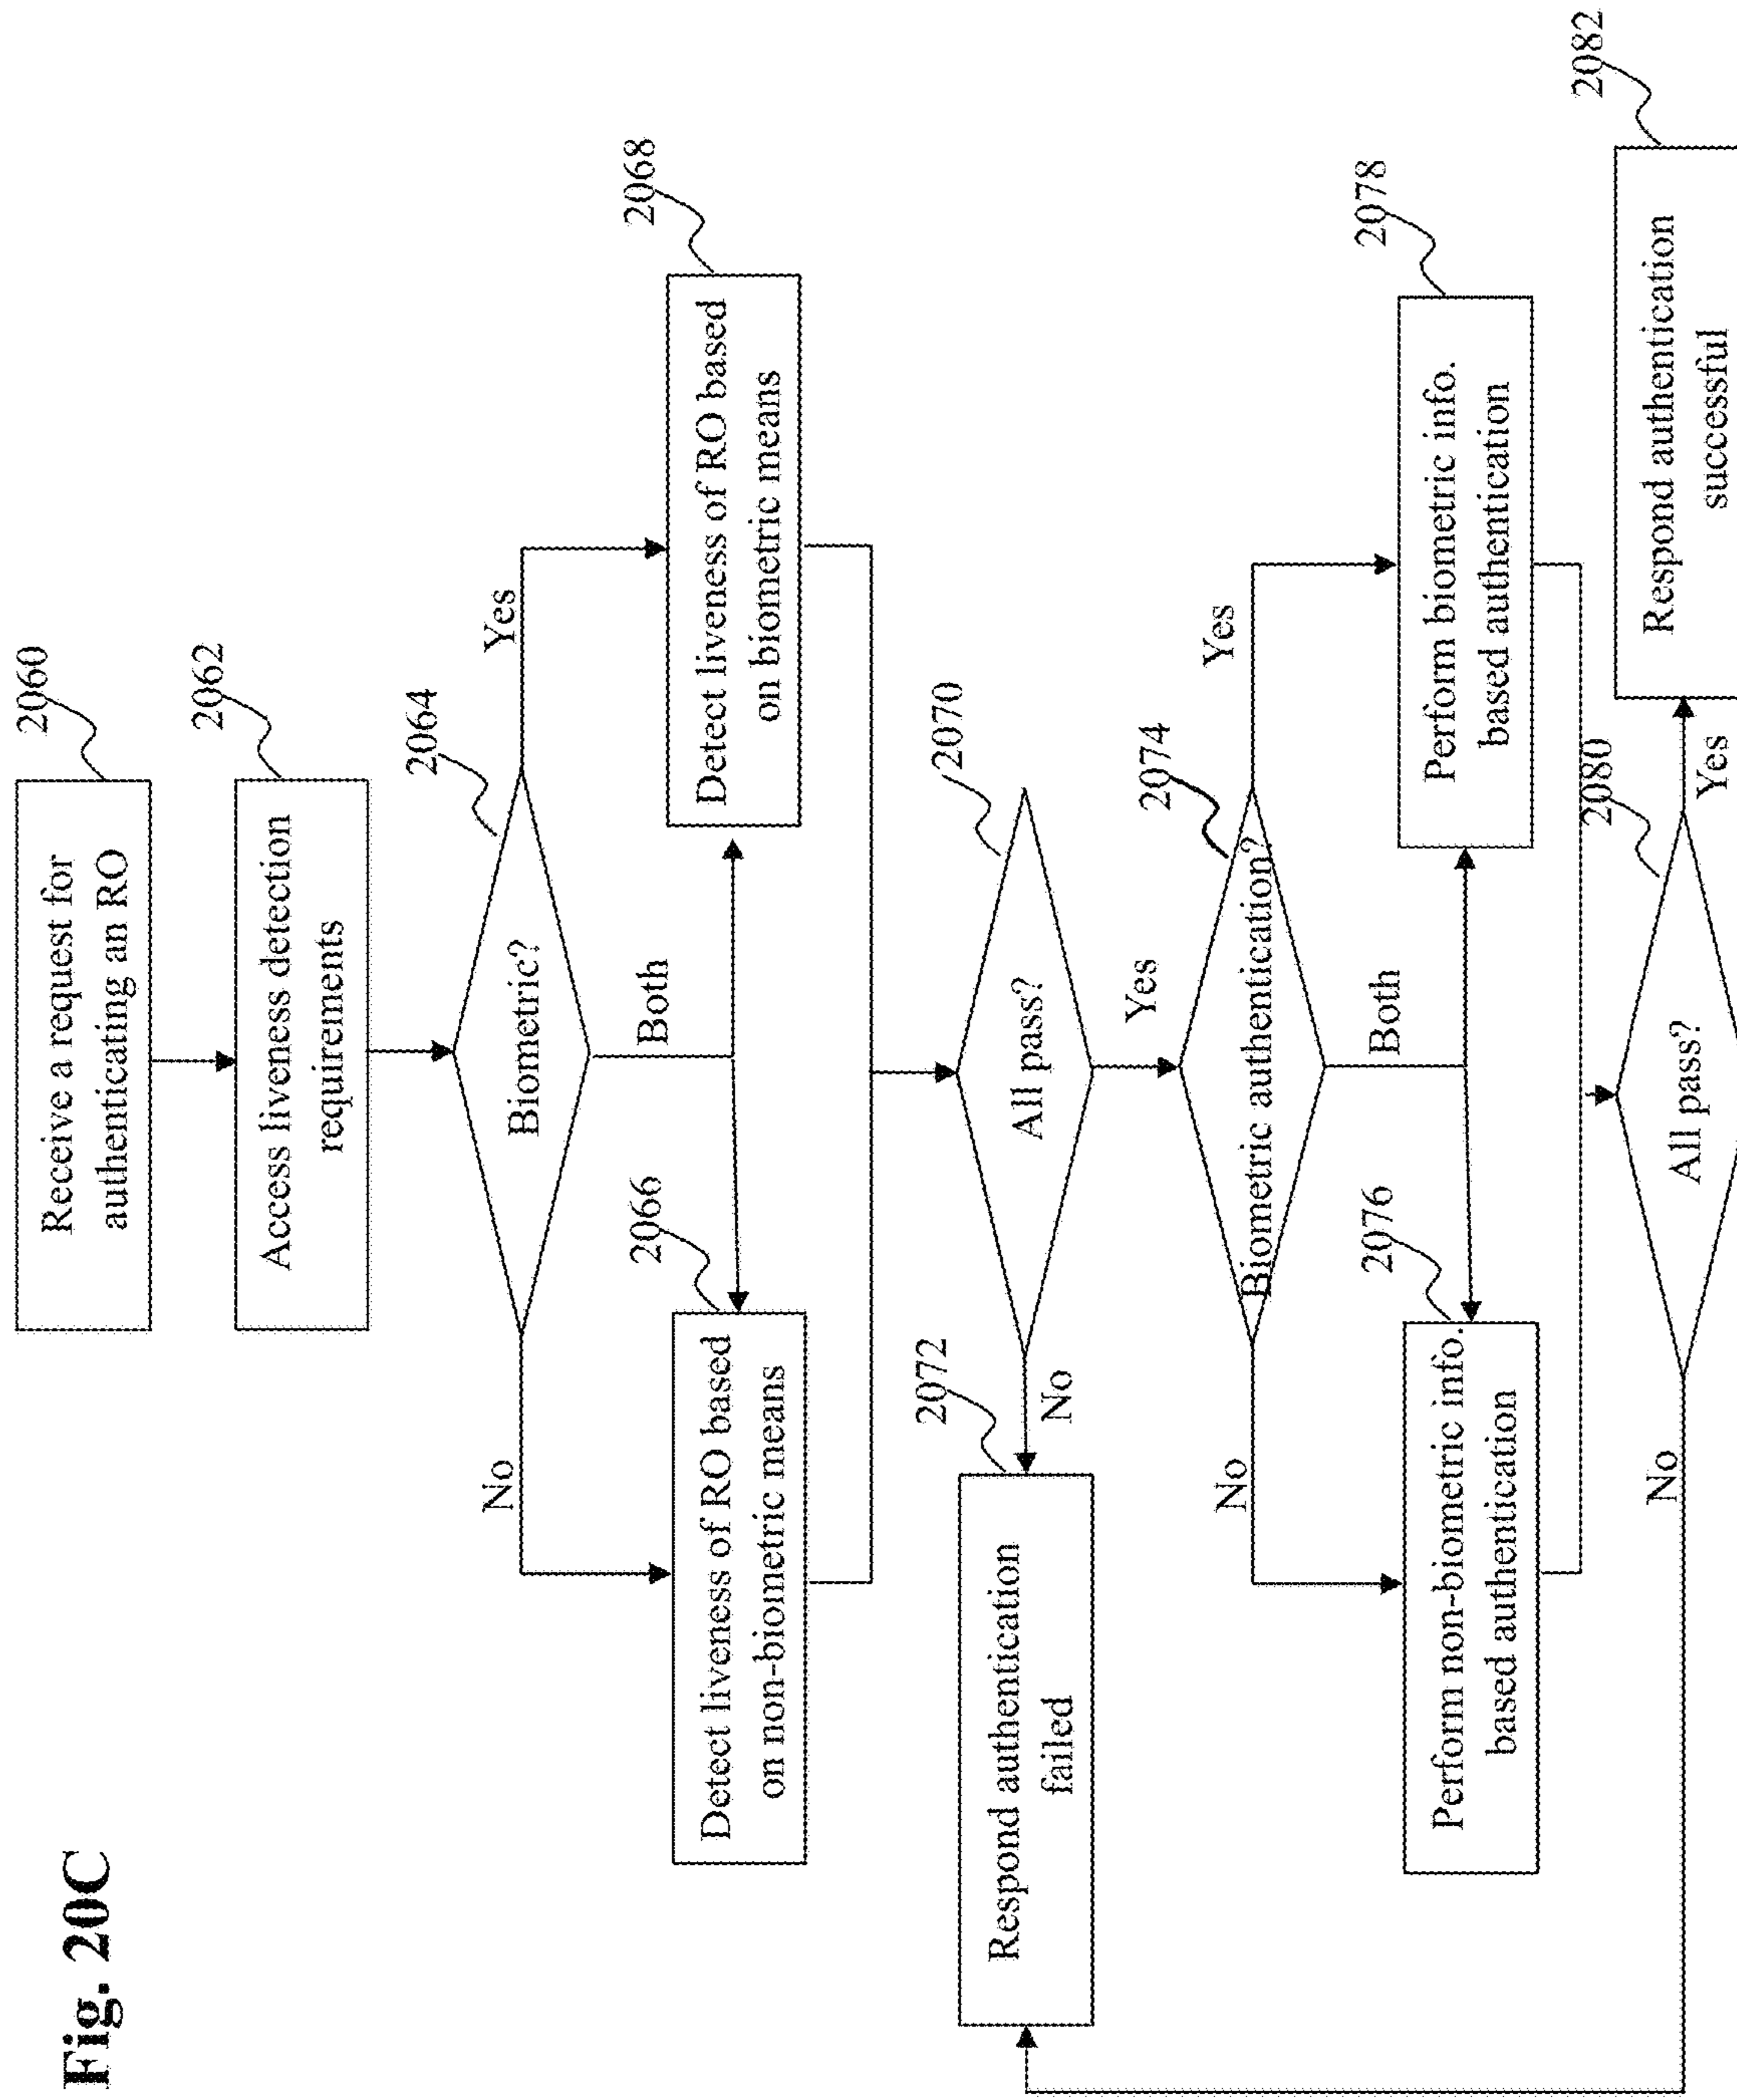 Fig. 20C
2060
Receive a request for
authenticating an RO
2062
Access liveness detection
requirements
2064
Biometric?
No
Yes
Both
2066
2068
Detect liveness of RO based
on non-biometric means
Detect liveness of RO based
on biometric means
2070
All pass?
2072
No
Respond authentication
failed
Yes
2074
Biometric authentication?
No
Yes
Both
2076
2078
Perform non-biometric info.
based authentication
Perform biometric info.
based authentication
2080
All pass?
No
Yes
2082
Respond authentication
successful